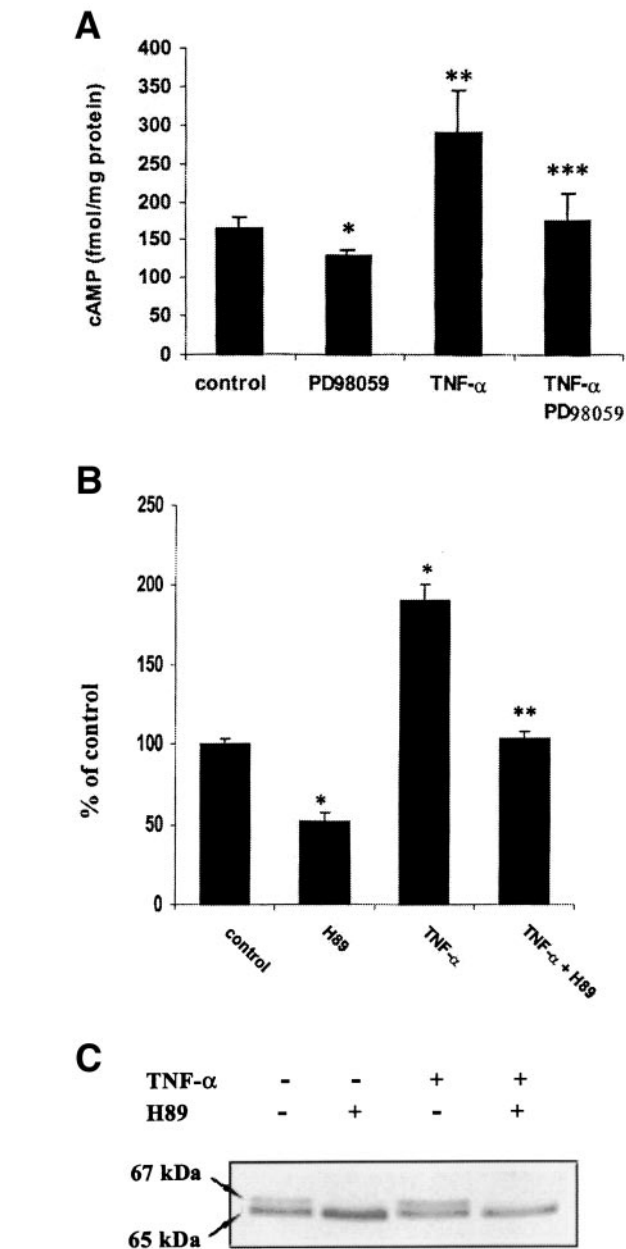 A
cAMP (fmol/mg protein)
400
350
300
250
200
150
100
50
0
*
**
***
control PD98059 TNF-α TNF-α
PD98059
B
% of control
250
200
150
100
50
0
*
*
**
control H89 TNF-α TNF-α + H89
C
TNF-α - - + +
H89 - + - +
67 kDa
65 kDa